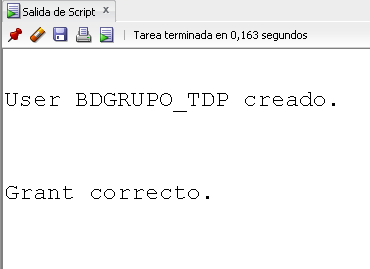 Salida de Script x
Tarea terminada en 0,163 segundos
User BDGRUPO_TDP creado.
Grant correcto.